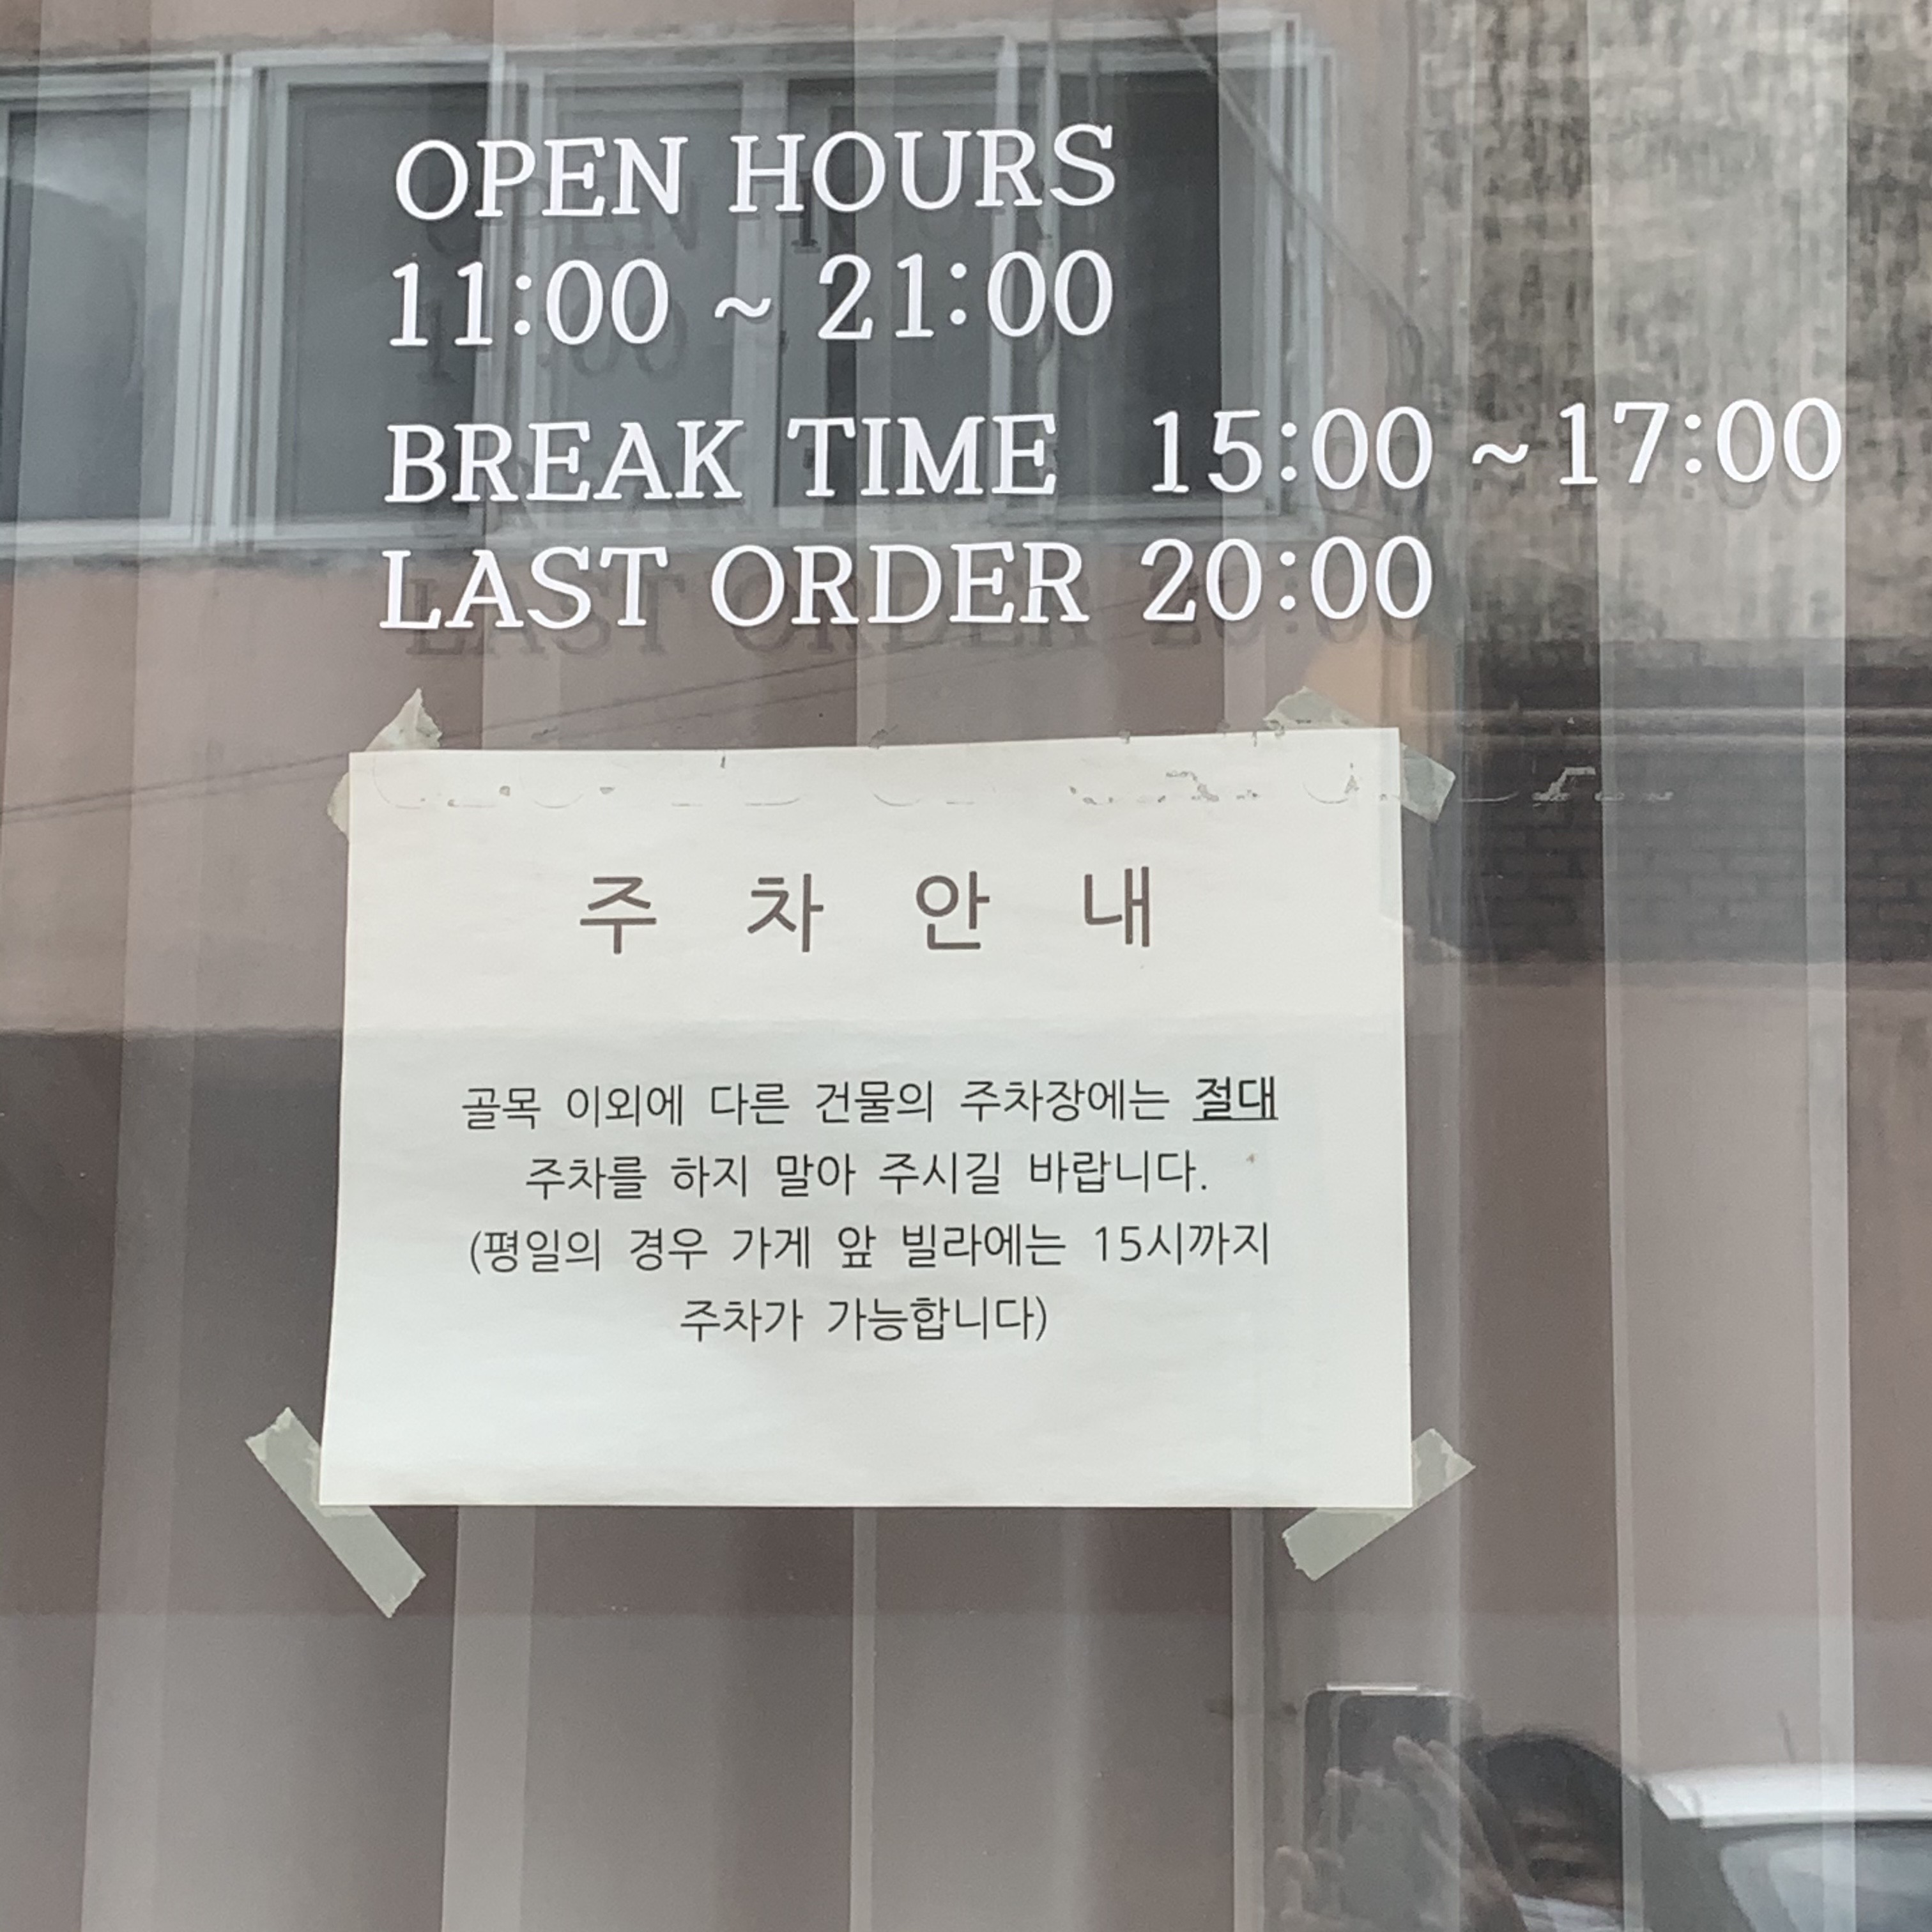 OPEN HOURS
11:00 ~ 21:00
BREAK TIME 15:00 ~17:00
LAST ORDER 20:00
주 차 안 내
골목 이외에 다른 건물의 주차장에는 절대
주차를 하지 말아 주시길 바랍니다.
(평일의 경우 가게 앞 빌라에는 15시까지
주차가 가능합니다)